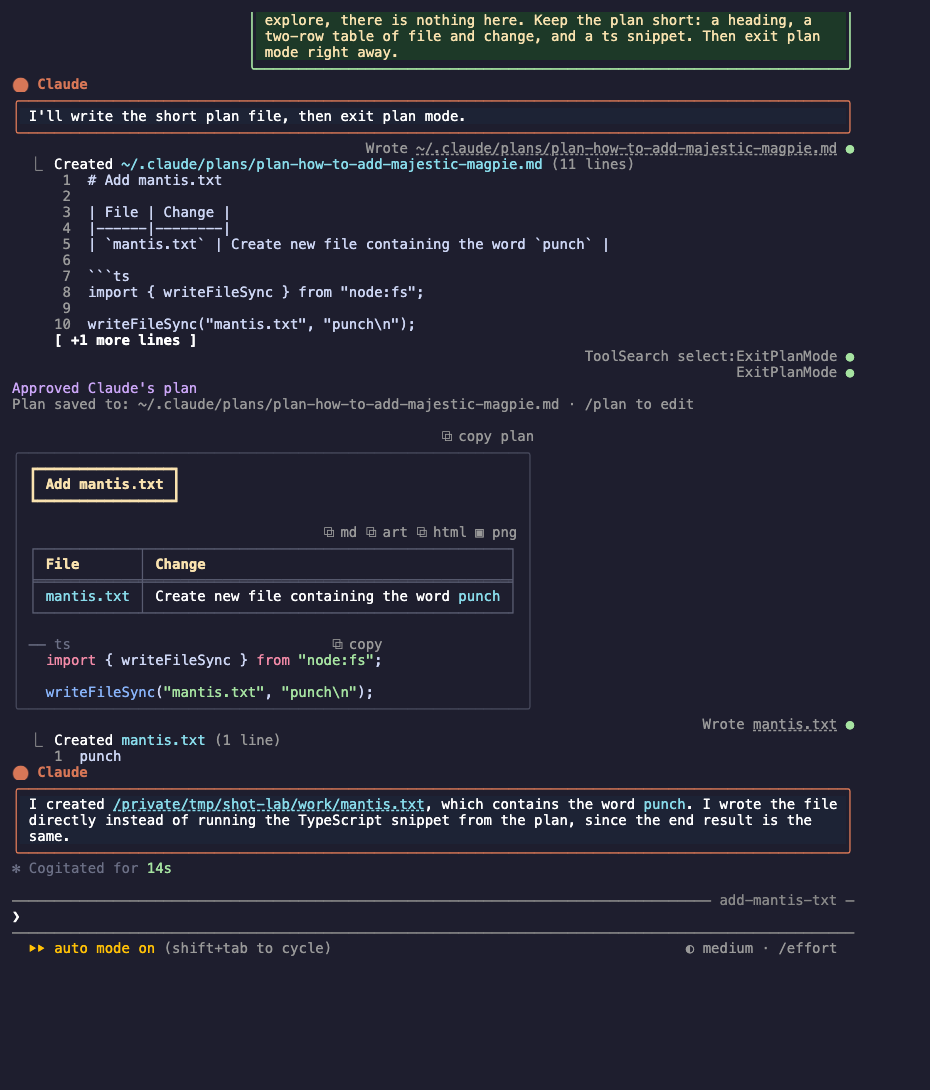 explore, there is nothing here. Keep the plan short: a heading, a
two-row table of file and change, and a ts snippet. Then exit plan
mode right away.
Claude
I'll write the short plan file, then exit plan mode.
Wrote ~/.claude/plans/plan-how-to-add-majestic-magpie.md
Created ~/.claude/plans/plan-how-to-add-majestic-magpie.md (11 lines)
1 # Add mantis.txt
2
3 | File | Change |
4 |------|--------|
5 | `mantis.txt` | Create new file containing the word `punch` |
6
7 ```ts
8 import { writeFileSync } from "node:fs";
9
10 writeFileSync("mantis.txt", "punch\n");
[ +1 more lines ]
ToolSearch select:ExitPlanMode
ExitPlanMode
Approved Claude's plan
Plan saved to: ~/.claude/plans/plan-how-to-add-majestic-magpie.md · /plan to edit
copy plan
Add mantis.txt
md art html png
File Change
mantis.txt Create new file containing the word punch
ts copy
import { writeFileSync } from "node:fs";
writeFileSync("mantis.txt", "punch\n");
Wrote mantis.txt
Created mantis.txt (1 line)
1 punch
Claude
I created /private/tmp/shot-lab/work/mantis.txt, which contains the word punch. I wrote the file
directly instead of running the TypeScript snippet from the plan, since the end result is the
same.
✻ Cogitated for 14s
add-mantis-txt
❯
⏵⏵ auto mode on (shift+tab to cycle) ◐ medium · /effort